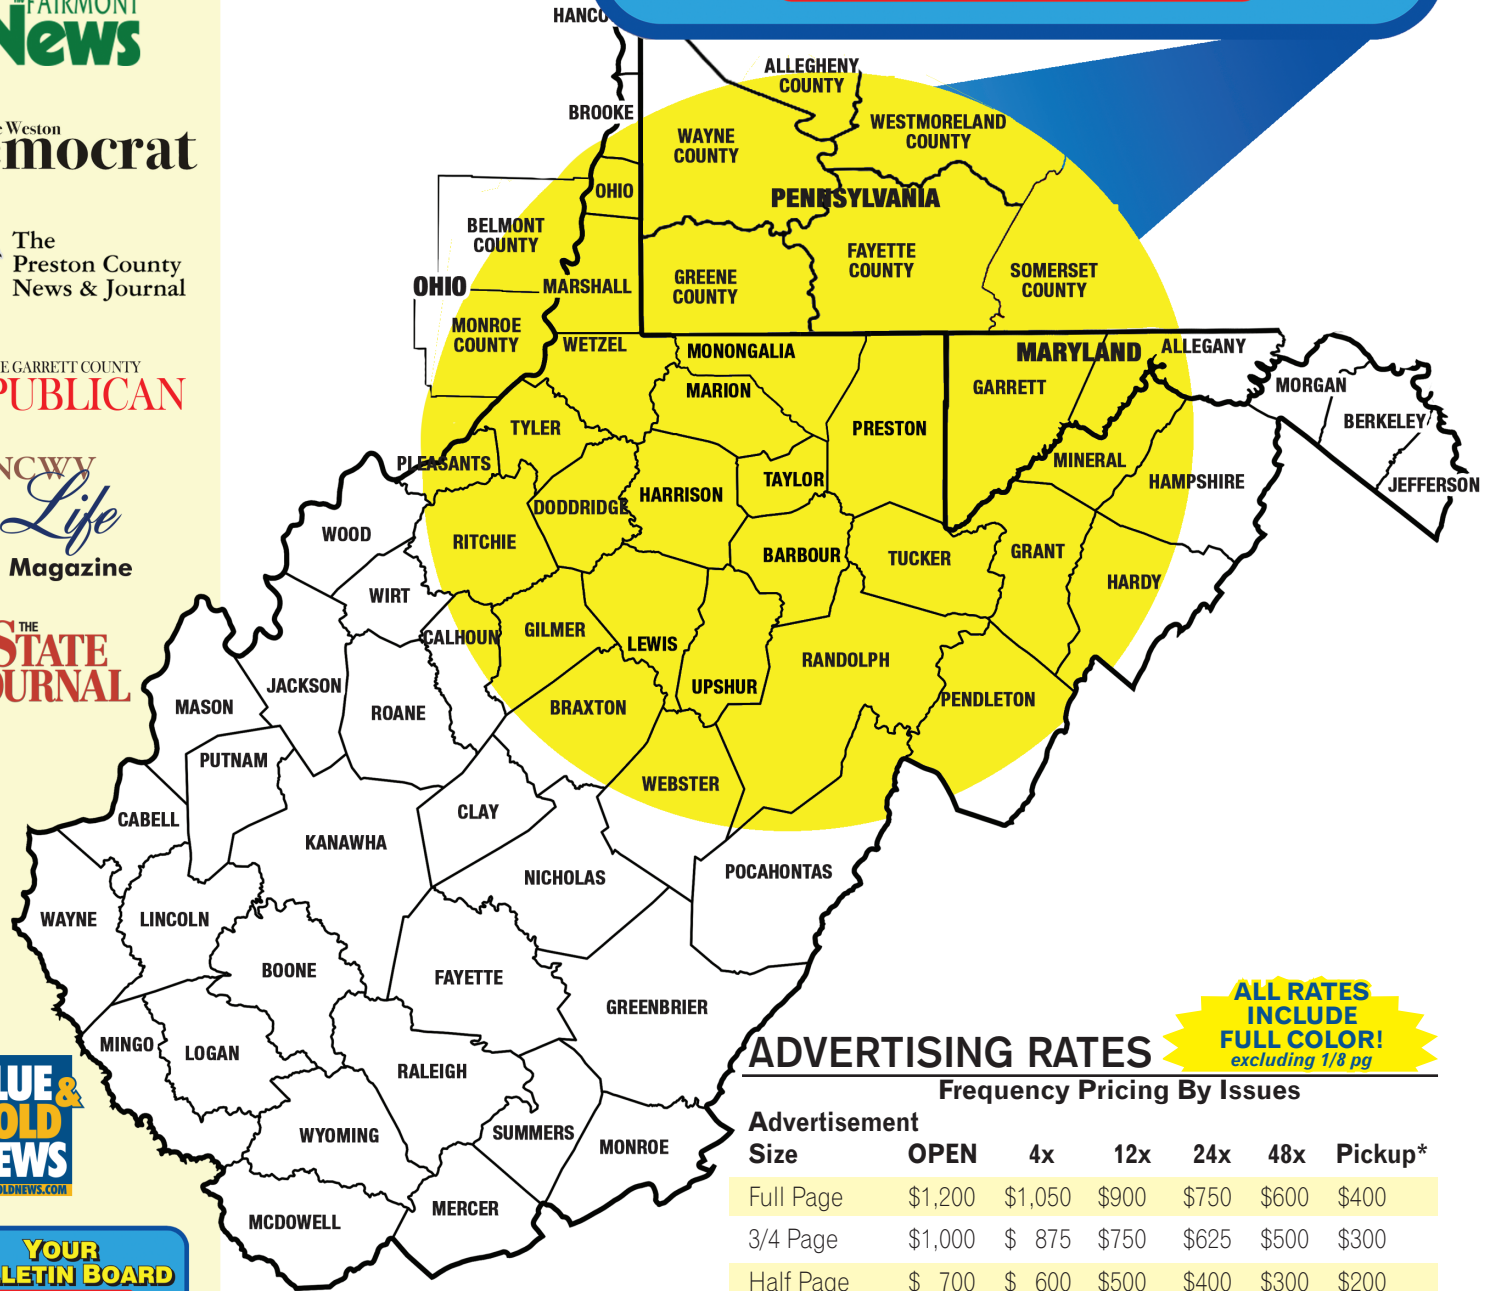 FAIRMONT
News
Weston
mocrat
The
Preston County
News & Journal
GARRETT COUNTY
PUBLICAN
NCWV
Life
Magazine
THE
STATE
URNAL
LUE &
OLD
EWS
OLDNEWS.COM
YOUR
LLETIN BOARD
HANCO
BROOKE
OHIO
ALLEGHENY
COUNTY
WAYNE
COUNTY
WESTMORELAND
COUNTY
PENNSYLVANIA
BELMONT
COUNTY
FAYETTE
COUNTY
GREENE
COUNTY
SOMERSET
COUNTY
OHIO
MARSHALL
MONROE
COUNTY
WETZEL
MONONGALIA
MARYLAND
ALLEGANY
MARION
GARRETT
MORGAN
BERKELEY
JEFFERSON
TYLER
PRESTON
PLEASANTS
MINERAL
HAMPSHIRE
DODDRIDGE
HARRISON
TAYLOR
WOOD
RITCHIE
BARBOUR
TUCKER
GRANT
HARDY
WIRT
CALHOUN
GILMER
LEWIS
RANDOLPH
UPSHUR
JACKSON
ROANE
BRAXTON
PENDLETON
MASON
PUTNAM
WEBSTER
CABELL
CLAY
KANAWHA
NICHOLAS
POCAHONTAS
WAYNE
LINCOLN
BOONE
FAYETTE
GREENBRIER
MINGO
LOGAN
RALEIGH
WYOMING
SUMMERS
MONROE
MCDOWELL
MERCER
ALL RATES
INCLUDE
FULL COLOR!
excluding 1/8 pg
ADVERTISING RATES
Frequency Pricing By Issues
Advertisement
Size OPEN 4x 12x 24x 48x Pickup*
Full Page $1,200 $1,050 $900 $750 $600 $400
3/4 Page $1,000 $ 875 $750 $625 $500 $300
Half Page $ 700 $ 600 $500 $400 $300 $200